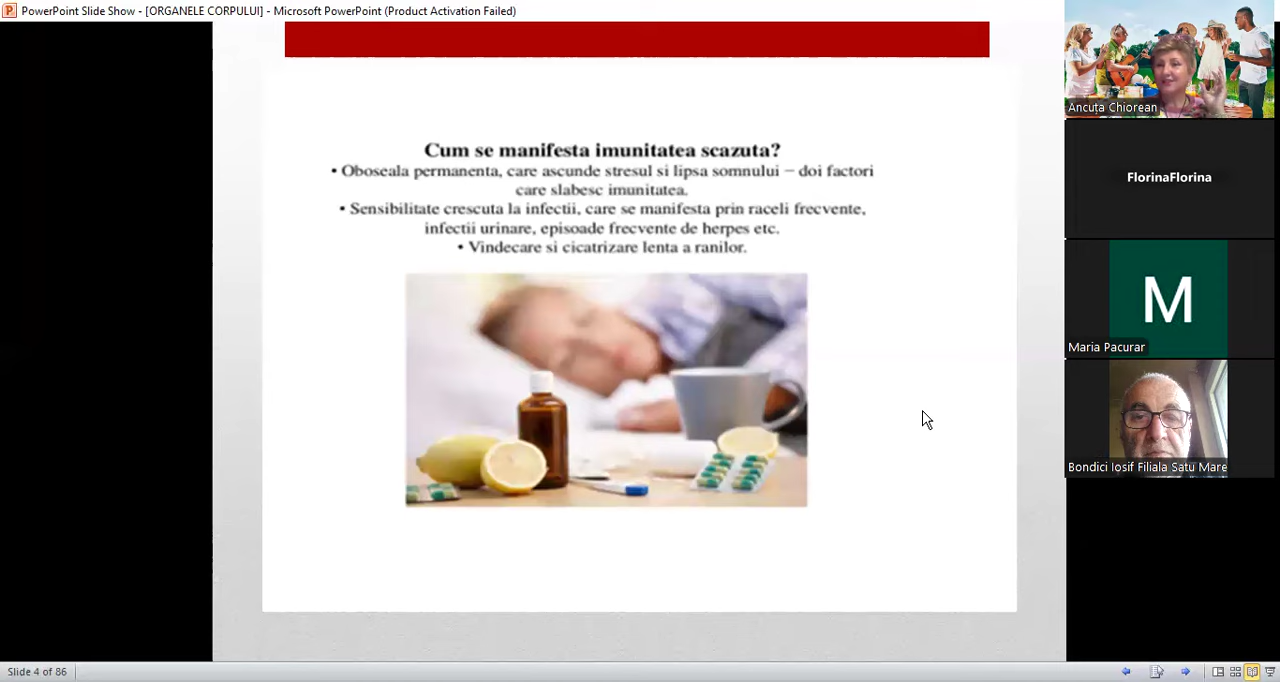 PowerPoint Slide Show - [ORGANELE CORPULUI] - Microsoft PowerPoint (Product Activation Failed)
Cum se manifesta imunitatea scazuta?
• Oboseala permanenta, care ascunde stresul si lipsa somnului – doi factori
care slabesc imunitatea.
• Sensibilitate crescuta la infectii, care se manifesta prin raceli frecvente,
infectii urinare, episoade frecvente de herpes etc.
• Vindecare si cicatrizare lenta a ranilor.
Ancuța Chiorean
FlorinaFlorina
M
Maria Pacurar
Bondici Iosif Filiala Satu Mare
Slide 4 of 86